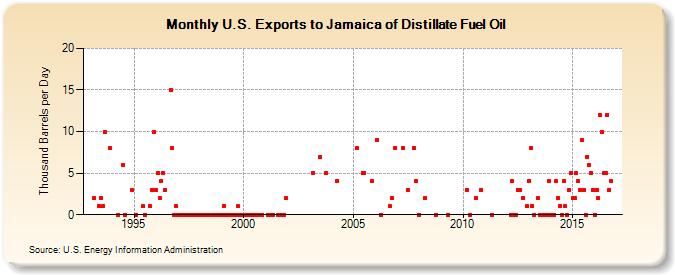 Monthly U.S. Exports to Jamaica of Distillate Fuel Oil
Thousand Barrels per Day
20
15
10
5
0
1995 2000 2005 2010 2015
Source: U.S. Energy Information Administration